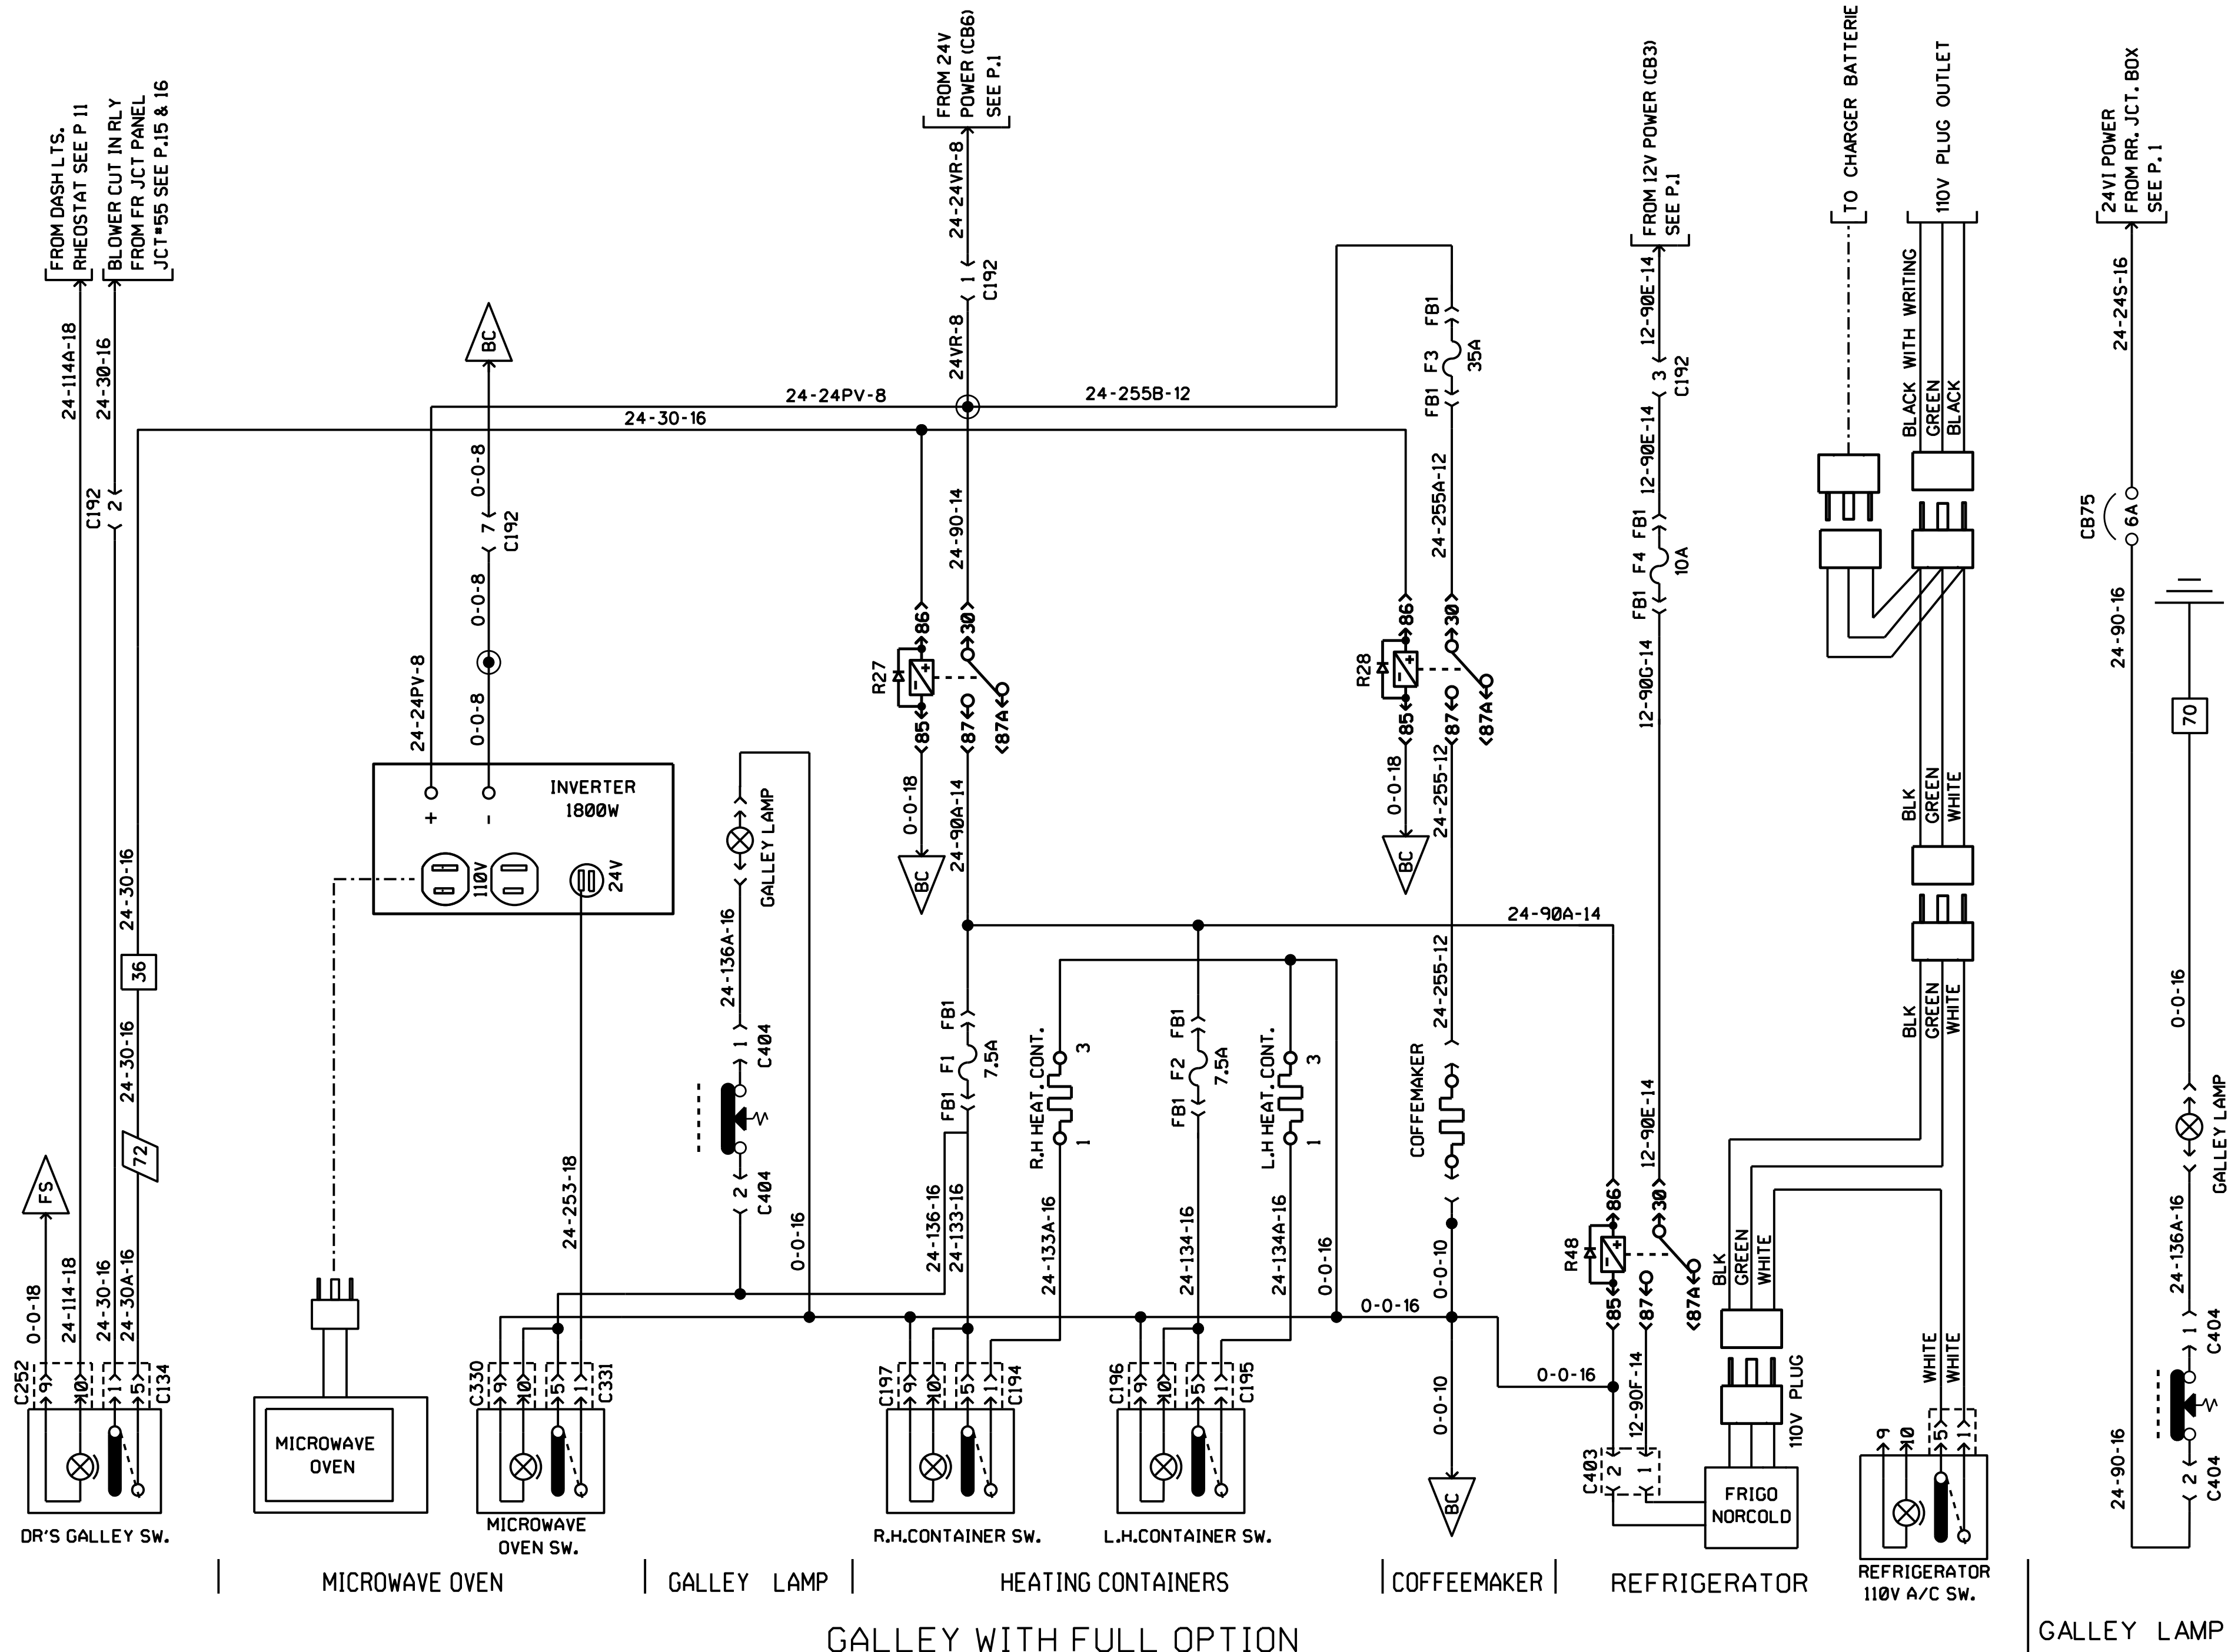 FROM DASH LTS.
RHEOSTAT SEE P 11
BLOWER CUT IN RLY
FROM FR JCT PANEL
JCT#55 SEE P.15 & 16
24-114A-18
24-30-16
C192
2
24-30-16
36
24-30-16
72
FS
0-0-18
24-114-18
24-30-16
24-30A-16
C252
9
10
1
5
C134
DR'S GALLEY SW.
BC
0-0-8
7
C192
0-0-8
0-0-8
24-24PV-8
24-24PV-8
24-30-16
INVERTER
1800W
+
-
110V
24V
24-253-18
MICROWAVE
OVEN
C330
9
10
5
1
C331
MICROWAVE
OVEN SW.
MICROWAVE OVEN
GALLEY LAMP
24-136A-16
1
C404
2
C404
0-0-16
GALLEY LAMP
FROM 24V
POWER (CB6)
SEE P.1
24-24VR-8
1
C192
24VR-8
24-255B-12
24-90-14
R27
86
30
85
87
87A
0-0-18
BC
24-90A-14
FB1
F1
7.5A
FB1
24-136-16
24-133-16
R.H HEAT. CONT.
3
1
24-133A-16
FB1
F2
7.5A
FB1
24-134-16
L.H HEAT. CONT.
3
1
24-134A-16
0-0-16
0-0-16
C197
9
10
5
1
C194
R.H.CONTAINER SW.
C196
9
10
5
1
C195
L.H.CONTAINER SW.
HEATING CONTAINERS
FB1
F3
35A
FB1
24-255A-12
R28
86
30
85
87
87A
0-0-18
BC
24-255-12
24-90A-14
24-255-12
COFFEMAKER
0-0-10
0-0-10
BC
COFFEEMAKER
FROM 12V POWER (CB3)
SEE P.1
12-90E-14
3
C192
12-90E-14
FB1
F4
10A
FB1
12-90G-14
12-90E-14
R48
86
30
85
87
87A
0-0-16
12-90F-14
C403
2
1
FRIGO
NORCOLD
REFRIGERATOR
TO CHARGER BATTERIE
110V PLUG OUTLET
BLACK WITH WRITING
GREEN
BLACK
BLK
GREEN
WHITE
BLK
GREEN
WHITE
BLK
GREEN
WHITE
110V PLUG
WHITE
WHITE
9
10
5
1
REFRIGERATOR
110V A/C SW.
24VI POWER
FROM RR. JCT. BOX
SEE P.1
24-24S-16
CB75
6A
24-90-16
70
0-0-16
GALLEY LAMP
24-136A-16
1
C404
2
C404
24-90-16
GALLEY LAMP
GALLEY WITH FULL OPTION